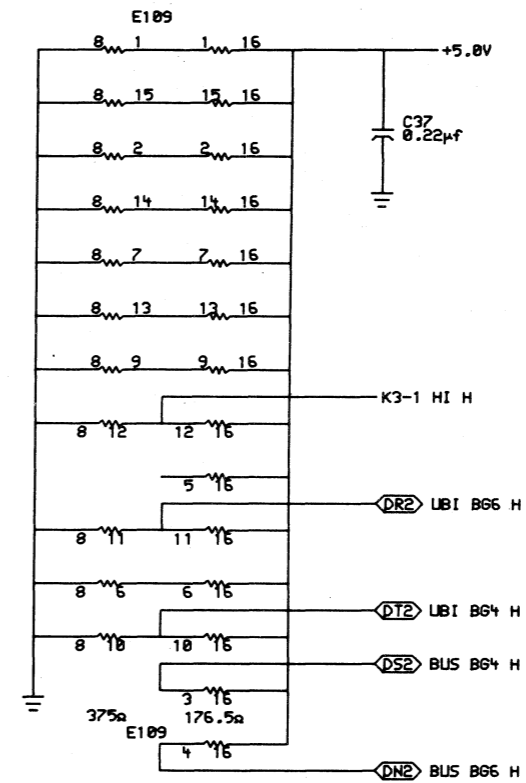 E109
8 1 1 16 +5.0V
8 15 15 16
C37
0.22µf
8 2 2 16
8 14 14 16
8 7 7 16
8 13 13 16
8 9 9 16
K3-1 HI H
8 12 12 16
5 16
DR2 UBI BG6 H
8 11 11 16
8 6 6 16
DT2 UBI BG4 H
8 10 10 16
DS2 BUS BG4 H
3 16
375Ω 176.5Ω
E109
4 16
DN2 BUS BG6 H